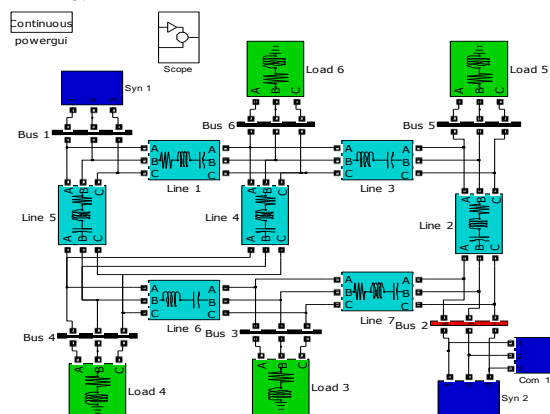 Continuous
powergui
Scope
Load 6
Load 5
Syn 1
A B C
A B C
Bus 1
Bus 6
Bus 5
A A
B B
C C
Line 1
A A
B B
C C
Line 3
A B C
A B C
Line 5
A B C
A B C
Line 4
A B C
A B C
Line 2
A A
B B
C C
Line 6
A A
B B
C C
Line 7
Bus 4
Bus 3
Bus 2
A B C
Load 4
A B C
Load 3
Com 1
Syn 2